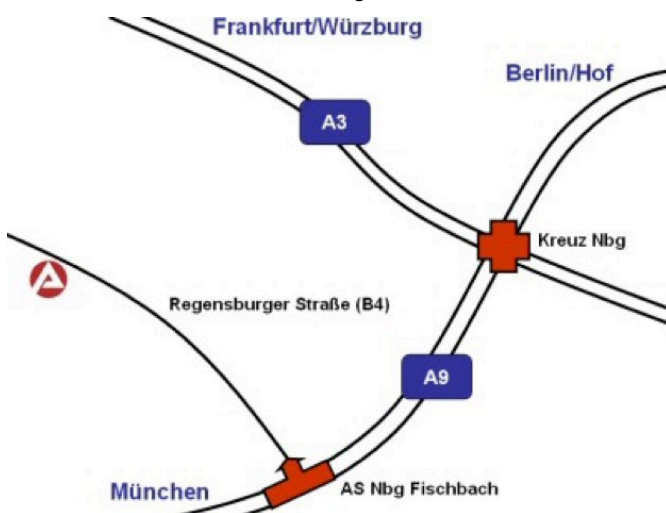 Frankfurt/Würzburg
Berlin/Hof
A3
Kreuz Nbg
Regensburger Straße (B4)
A9
München
AS Nbg Fischbach